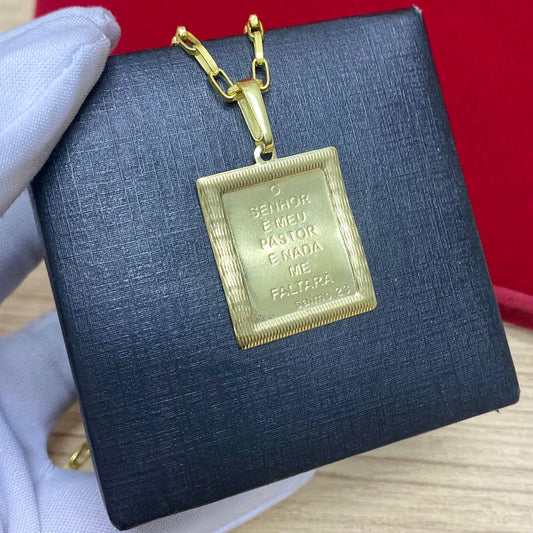 O
SENHOR
E MEU
PASTOR
E NADA
ME
FALTARÁ
salmo 23